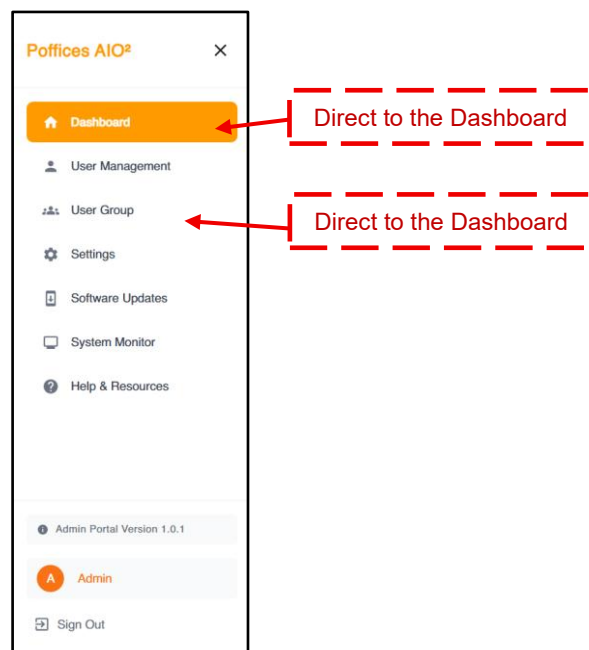 Poffices AIO²
Dashboard
Direct to the Dashboard
User Management
User Group
Direct to the Dashboard
Settings
Software Updates
System Monitor
Help & Resources
Admin Portal Version 1.0.1
A Admin
Sign Out